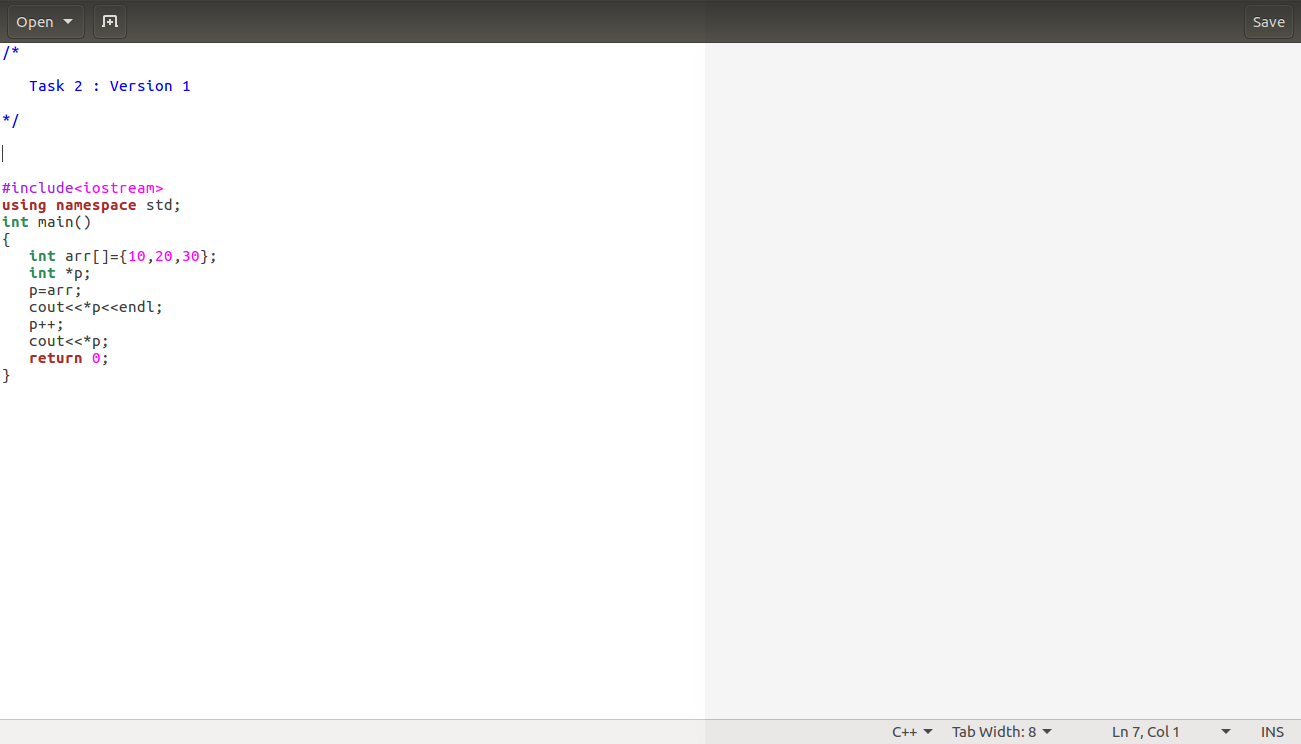 Open
Save
/*
Task 2 : Version 1
*/
#include<iostream>
using namespace std;
int main()
{
   int arr[]={10,20,30};
   int *p;
   p=arr;
   cout<<*p<<endl;
   p++;
   cout<<*p;
   return 0;
}
C++ Tab Width: 8 Ln 7, Col 1 INS